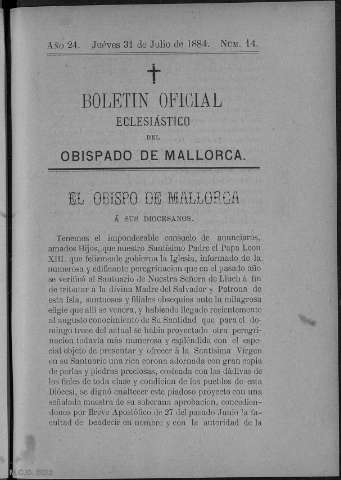 AÑO 24. Juéves 31 de Julio de 1884. NÚM. 14.
BOLETIN OFICIAL
ECLESIÁSTICO
DEL
OBISPADO DE MALLORCA.
EL OBISPO DE MALLORCA
Á SUS DIOCESANOS.
Tenemos el imponderable consuelo de anunciaros,
amados Hijos, que nuestro Santísimo Padre el Papa Leon
XIII, que felizmente gobierna la Iglesia, informado de la
numerosa y edificante peregrinacion que en el pasado año
se verificó al Santuario de Nuestra Señora de Lluch á fin
de tributar á la divina Madre del Salvador y Patrona de
esta Isla, suntuosos y filiales obsequios ante la milagrosa
efigie que allí se venera, y habiendo llegado recientemente
al augusto conocimiento de Su Santidad que para el do-
mingo trece del actual se habia proyectado otra peregri-
nacion todavía más numerosa y espléndida con el espe-
cial objeto de presentar y ofrecer á la Santísima Vírgen
en su Santuario una rica corona adornada con gran copia
de perlas y piedras preciosas, costeada con las dádivas de
los fieles de toda clase y condicion de los pueblos de esta
Diócesi, se dignó enaltecer este piadoso proyecto con una
señalada muestra de su soberana aprobacion, concedien-
donos por Breve Apostólico de 27 del pasado Junio la fa-
cultad de bendecir en nombre y con la autoridad de la